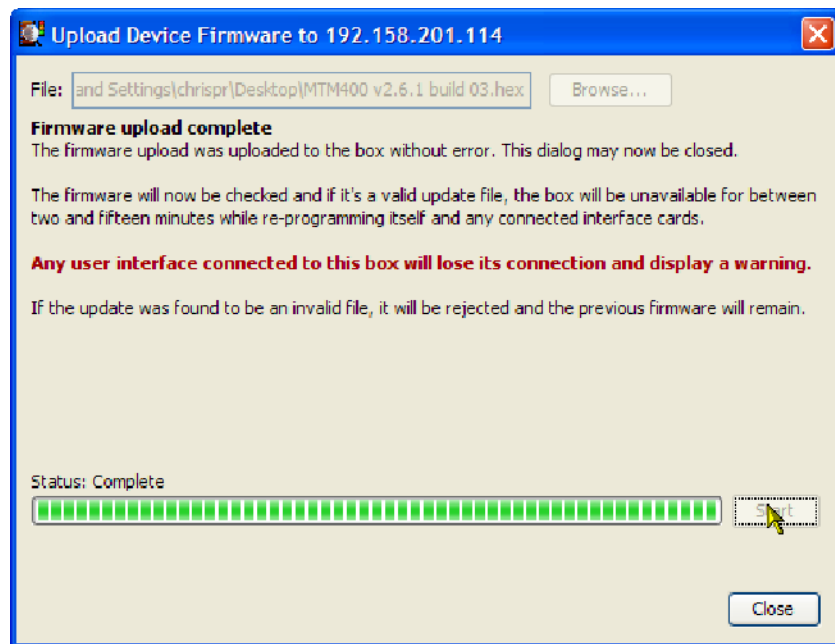 Upload Device Firmware to 192.158.201.114
File: and Settings\chrispr\Desktop\MTM400 v2.6.1 build 03.hex Browse...
Firmware upload complete
The firmware upload was uploaded to the box without error. This dialog may now be closed.
The firmware will now be checked and if it's a valid update file, the box will be unavailable for between
two and fifteen minutes while re-programming itself and any connected interface cards.
Any user interface connected to this box will lose its connection and display a warning.
If the update was found to be an invalid file, it will be rejected and the previous firmware will remain.
Status: Complete
Start
Close